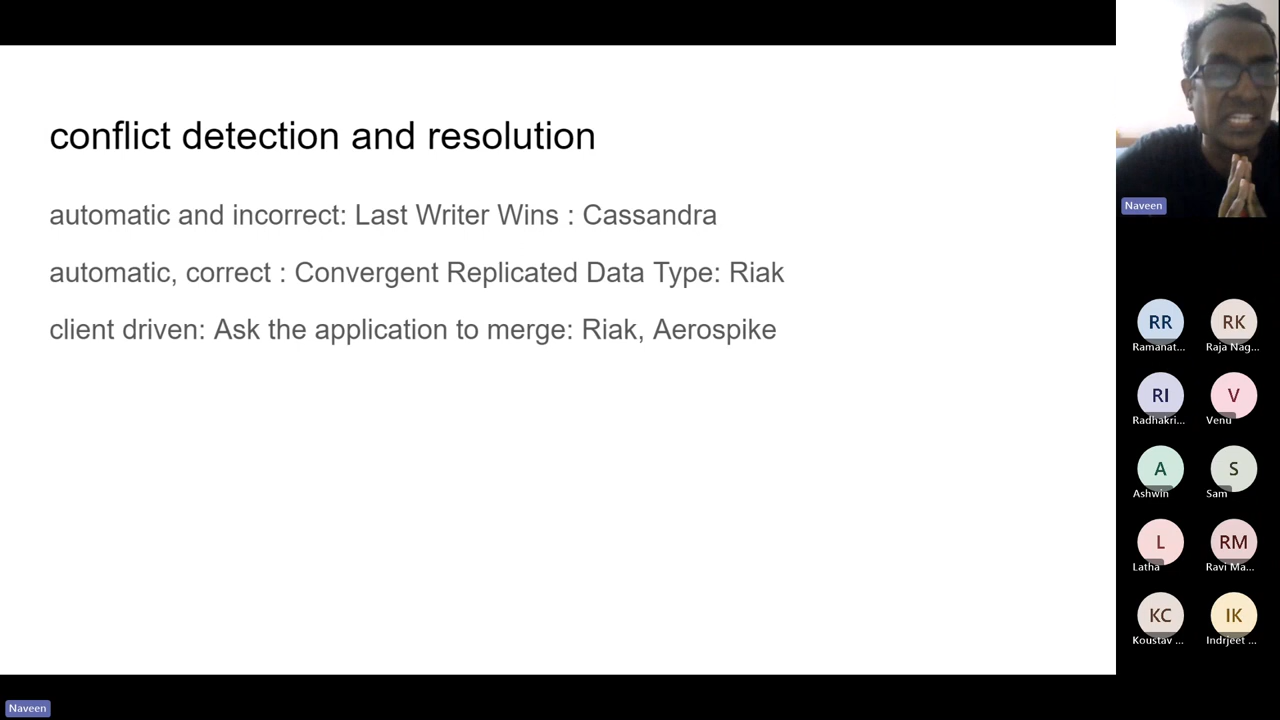 conflict detection and resolution
automatic and incorrect: Last Writer Wins : Cassandra
automatic, correct : Convergent Replicated Data Type: Riak
client driven: Ask the application to merge: Riak, Aerospike
Naveen
RR
RK
Ramanat...
Raja Nag...
RI
V
Radhakri...
Venu
A
S
Ashwin
Sam
L
RM
Latha
Ravi Ma...
KC
IK
Koustav ...
Indrjeet ...
Naveen